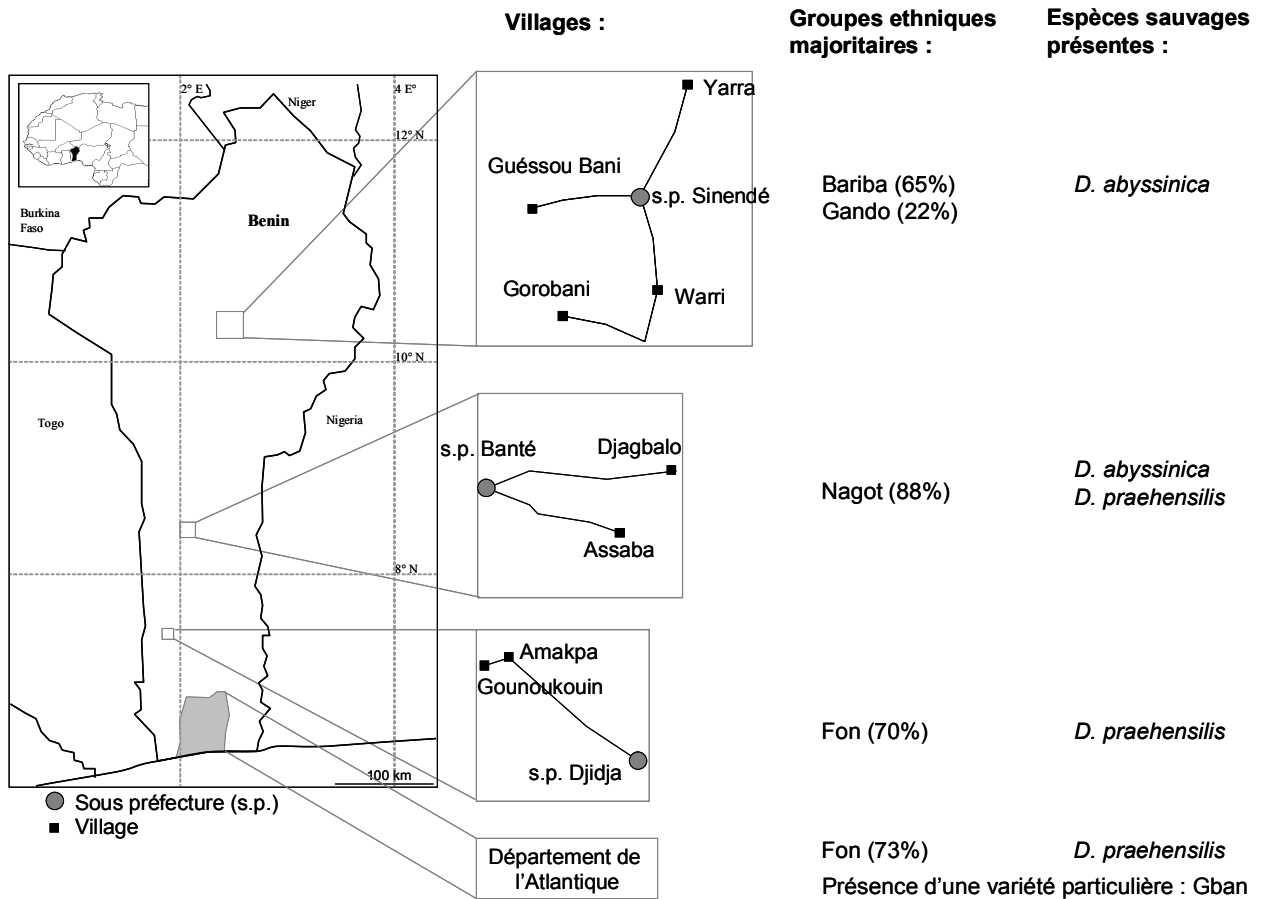 Villages :
Groupes ethniques
majoritaires :
Espèces sauvages
présentes :
2° E
4 E°
Niger
12° N
Burkina
Faso
Benin
10° N
Togo
Nigeria
8° N
100 km
Sous préfecture (s.p.)
Village
Yarra
Guéssou Bani
s.p. Sinendé
Gorobani
Warri
Bariba (65%)
Gando (22%)
D. abyssinica
s.p. Banté
Djagbalo
Assaba
Nagot (88%)
D. abyssinica
D. praehensilis
Amakpa
Gounoukouin
s.p. Djidja
Fon (70%)
D. praehensilis
Département de
l'Atlantique
Fon (73%)
D. praehensilis
Présence d'une variété particulière : Gban